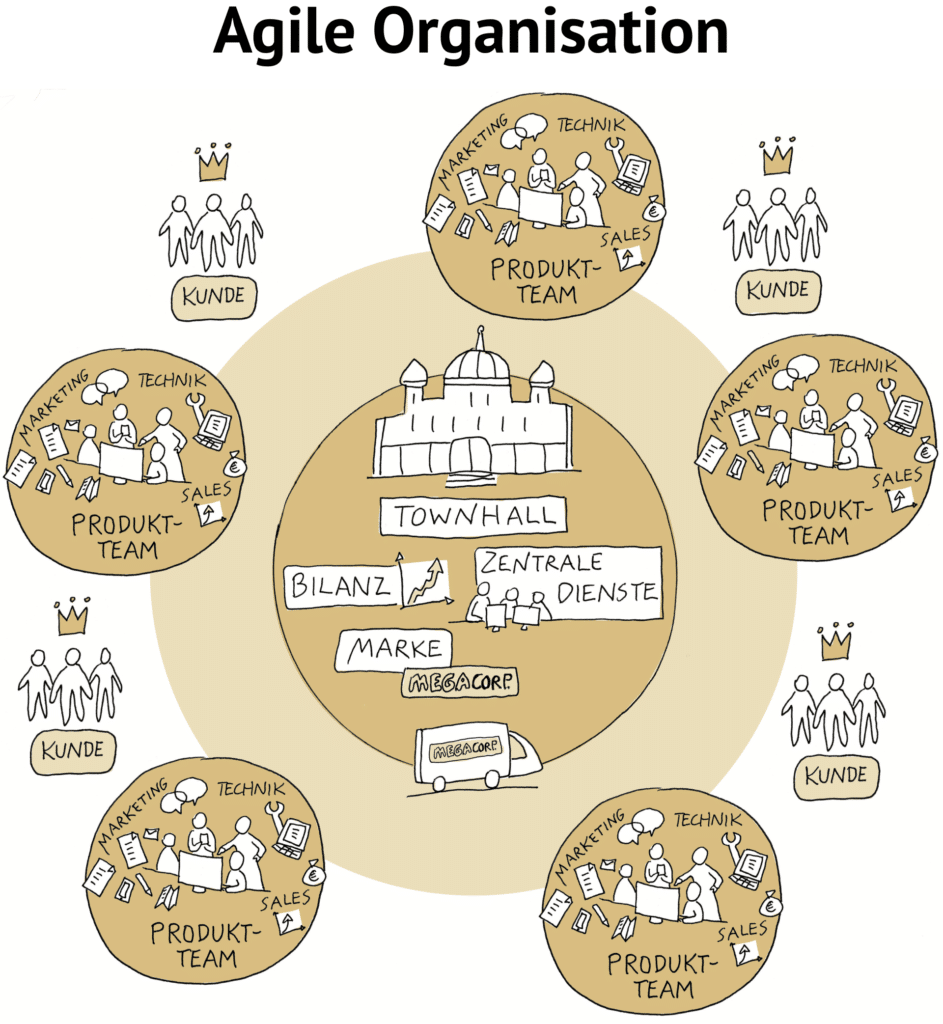 Agile Organisation
MARKETING
TECHNIK
€
SALES
PRODUKT-
TEAM
KUNDE
KUNDE
MARKETING
TECHNIK
€
SALES
PRODUKT-
TEAM
MARKETING
TECHNIK
€
SALES
PRODUKT-
TEAM
TOWNHALL
BILANZ
ZENTRALE
DIENSTE
MARKE
MEGACORP
MEGACORP
KUNDE
KUNDE
MARKETING
TECHNIK
€
SALES
PRODUKT-
TEAM
MARKETING
TECHNIK
€
SALES
PRODUKT-
TEAM